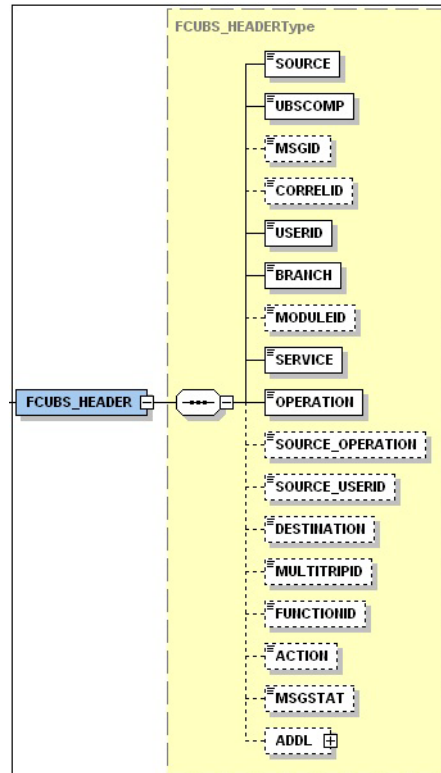 FCUBS_HEADERType
SOURCE
UBSCOMP
MSGID
CORRELID
USERID
BRANCH
MODULEID
SERVICE
FCUBS_HEADER
OPERATION
SOURCE_OPERATION
SOURCE_USERID
DESTINATION
MULTITRIPID
FUNCTIONID
ACTION
MSGSTAT
ADDL